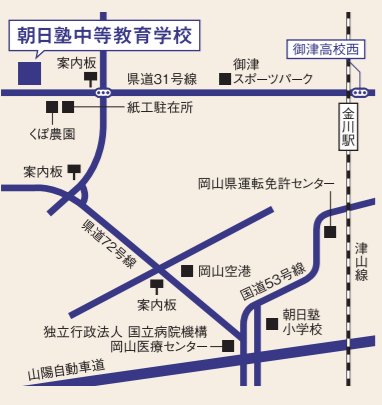 朝日塾中等教育学校
御津高校西
案内板
県道31号線
御津
スポーツパーク
紙工駐在所
くぼ農園
金川駅
案内板
岡山県運転免許センター
県道72号線
岡山空港
国道53号線
津山線
案内板
朝日塾
小学校
独立行政法人 国立病院機構
岡山医療センター
山陽自動車道